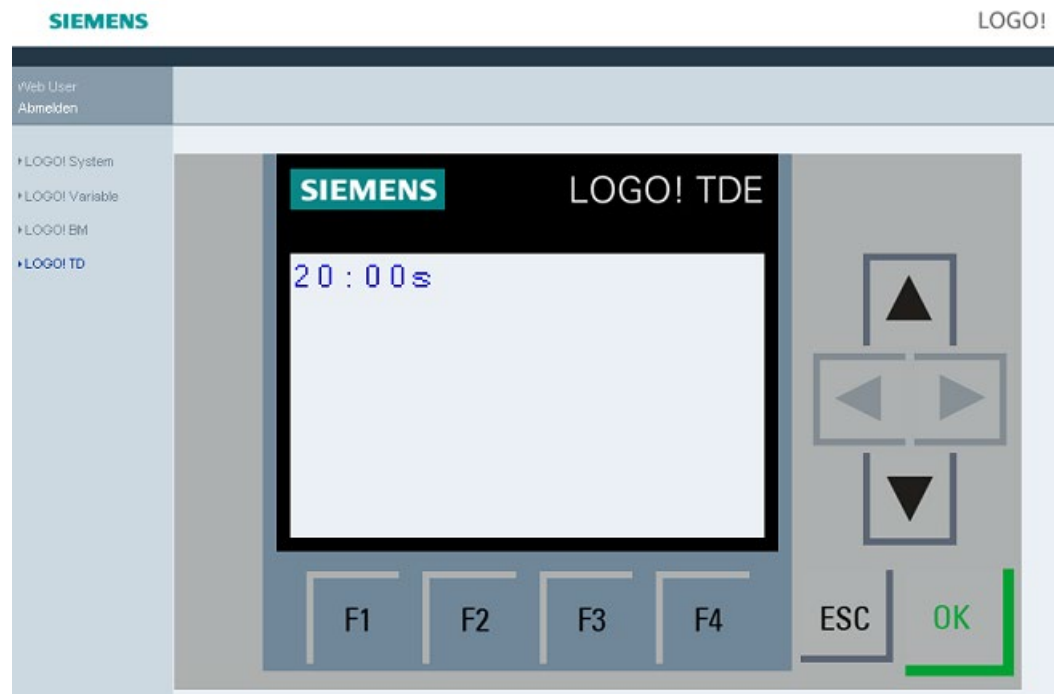 SIEMENS
LOGO!
Web User
Abmelden
LOGO! System
LOGO! Variable
LOGO! BM
LOGO! TD
SIEMENS
LOGO! TDE
20:00s
F1
F2
F3
F4
ESC
OK